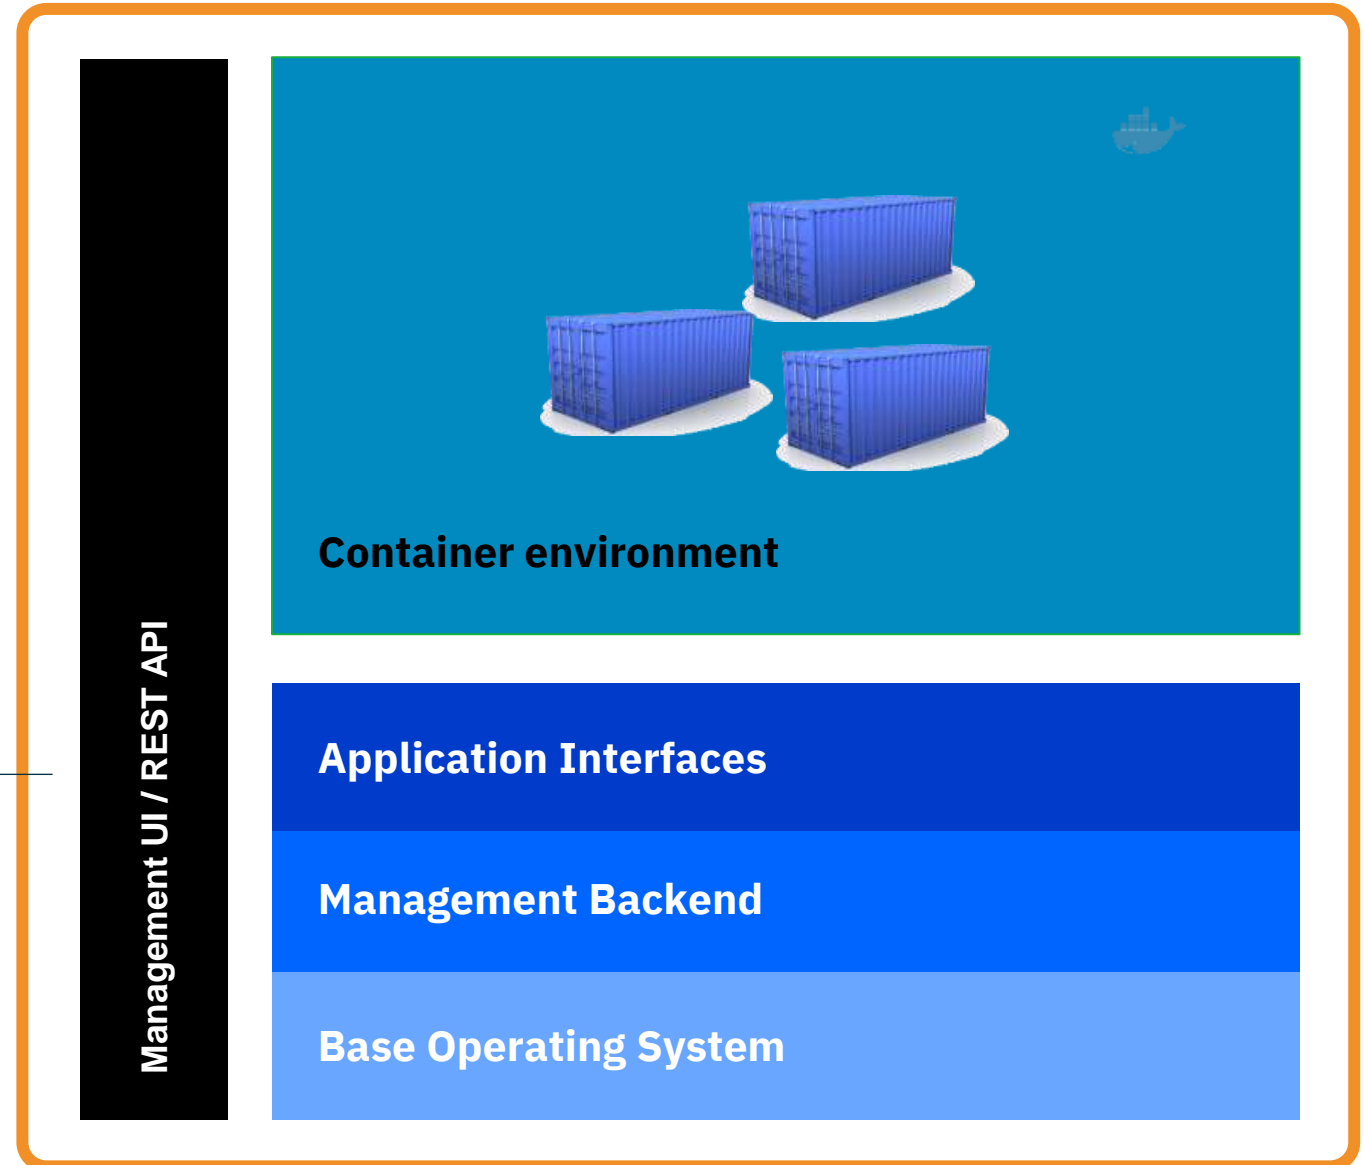 Management UI / REST API
Container environment
Application Interfaces
Management Backend
Base Operating System